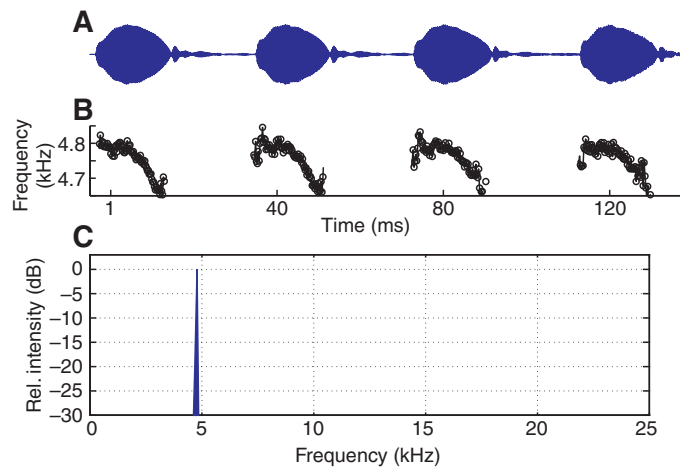 A
B
Frequency
(kHz)
4.8
4.7
1
40
80
120
Time (ms)
C
Rel. intensity (dB)
0
–5
–10
–15
–20
–25
–30
0
5
10
15
20
25
Frequency (kHz)